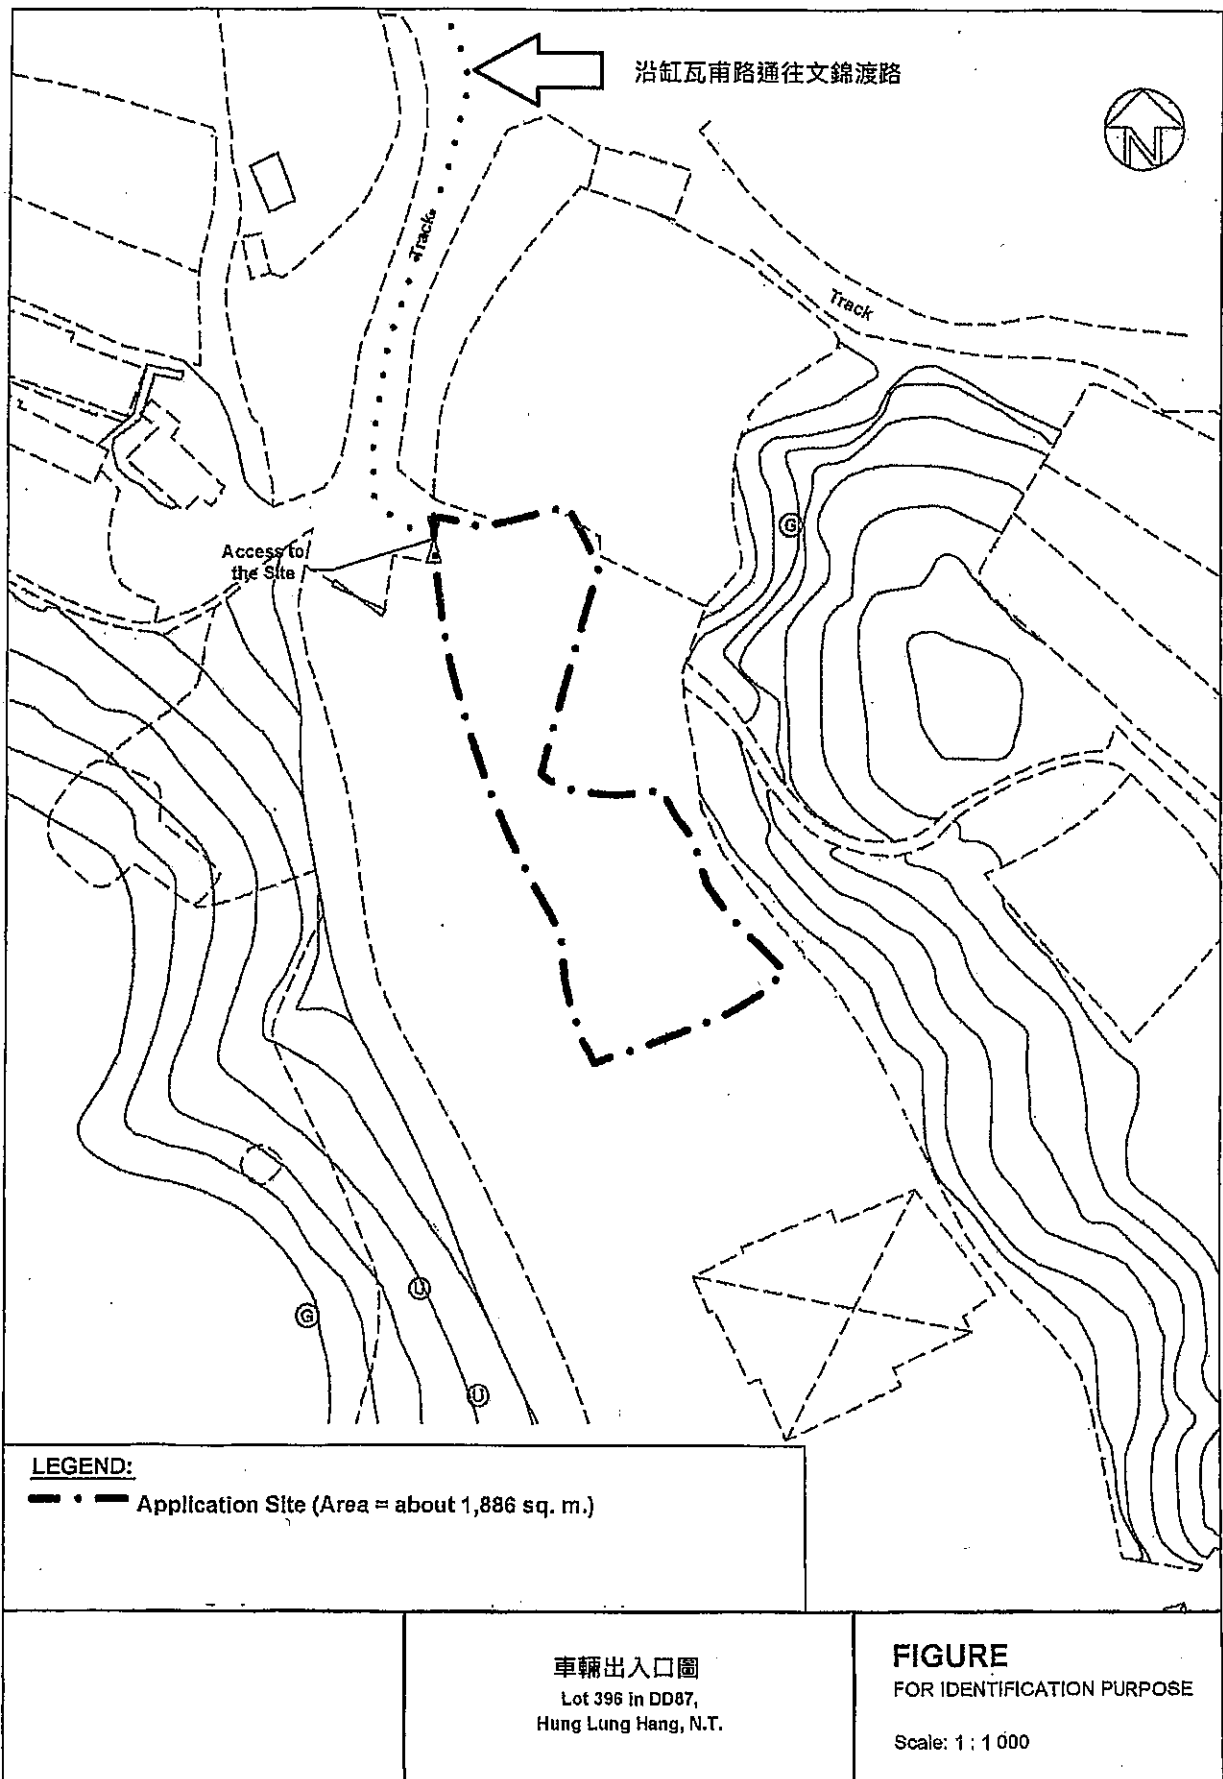 沿缸瓦甫路通往文錦渡路
N
Track
Track
G
Access to
the Site
U
G
U
LEGEND:
Application Site (Area = about 1,886 sq. m.)
車輛出入口圖
Lot 396 in DD87,
Hung Lung Hang, N.T.
FIGURE
FOR IDENTIFICATION PURPOSE
Scale: 1 : 1 000